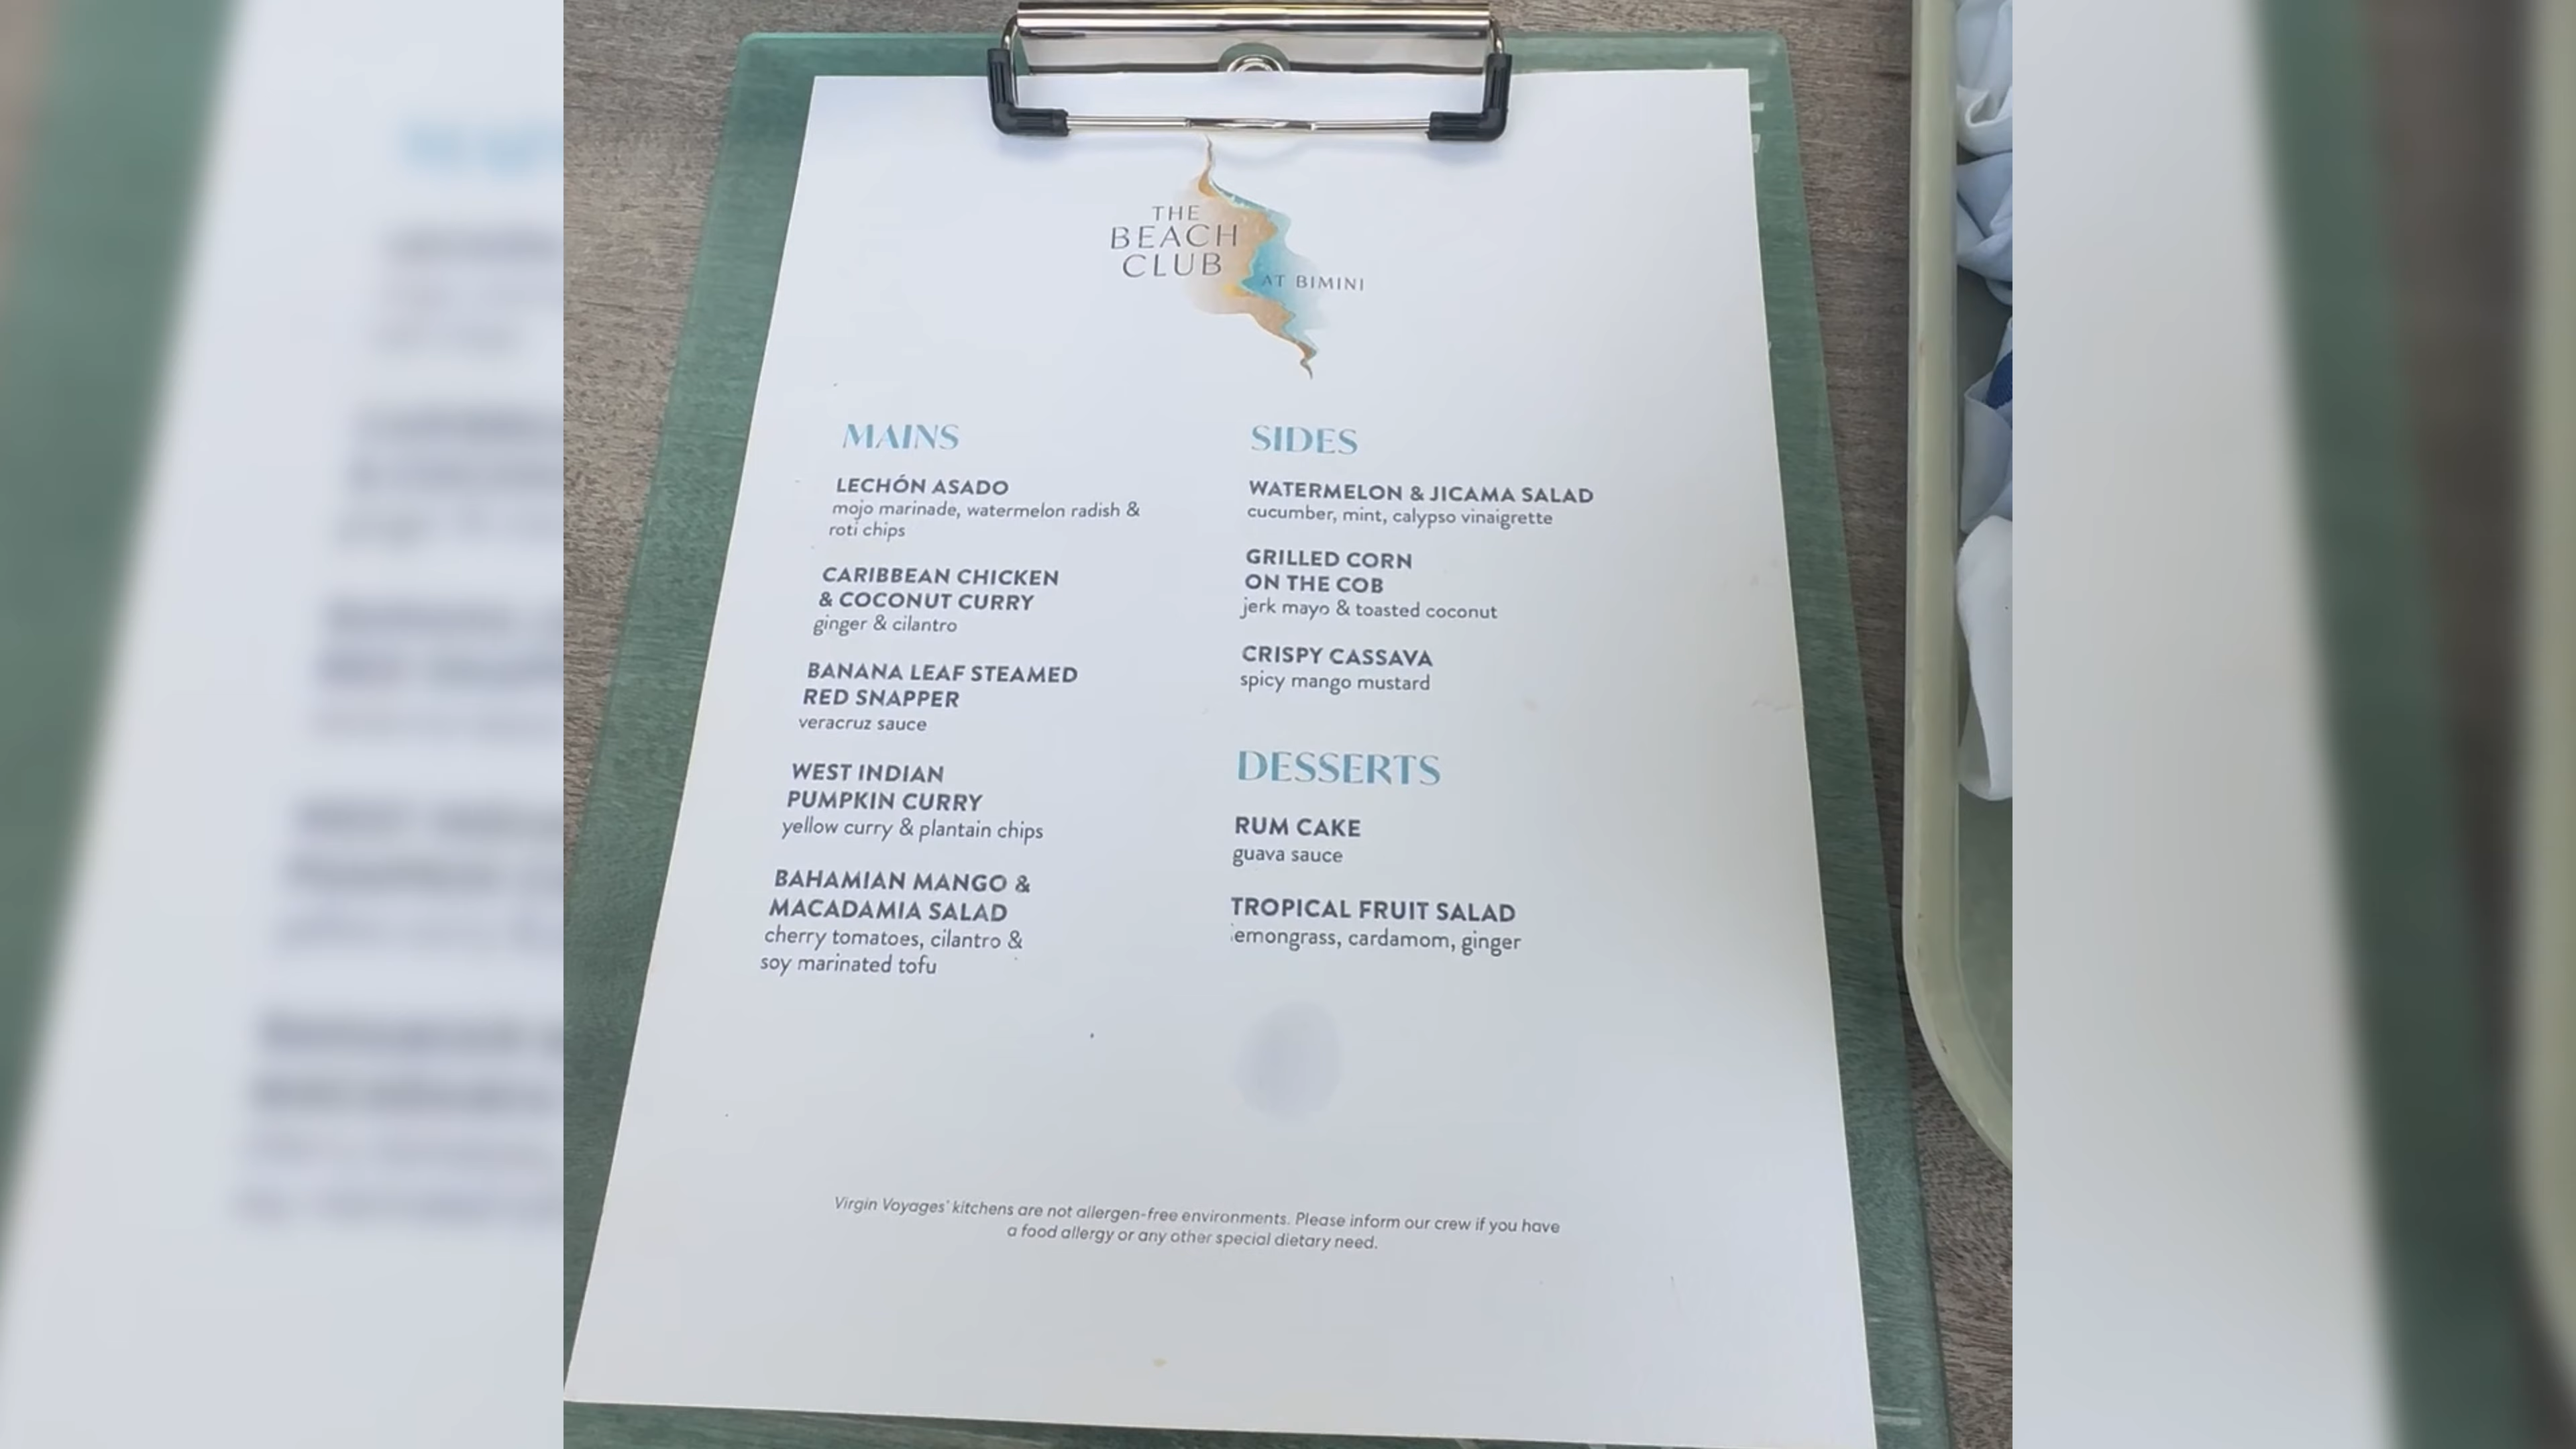 THE
BEACH
CLUB
AT BIMINI
MAINS
LECHÓN ASADO
mojo marinade, watermelon radish &
roti chips
CARIBBEAN CHICKEN
& COCONUT CURRY
ginger & cilantro
BANANA LEAF STEAMED
RED SNAPPER
veracruz sauce
WEST INDIAN
PUMPKIN CURRY
yellow curry & plantain chips
BAHAMIAN MANGO &
MACADAMIA SALAD
cherry tomatoes, cilantro &
soy marinated tofu
SIDES
WATERMELON & JICAMA SALAD
cucumber, mint, calypso vinaigrette
GRILLED CORN
ON THE COB
jerk mayo & toasted coconut
CRISPY CASSAVA
spicy mango mustard
DESSERTS
RUM CAKE
guava sauce
TROPICAL FRUIT SALAD
lemongrass, cardamom, ginger
Virgin Voyages' kitchens are not allergen-free environments. Please inform our crew if you have
a food allergy or any other special dietary need.